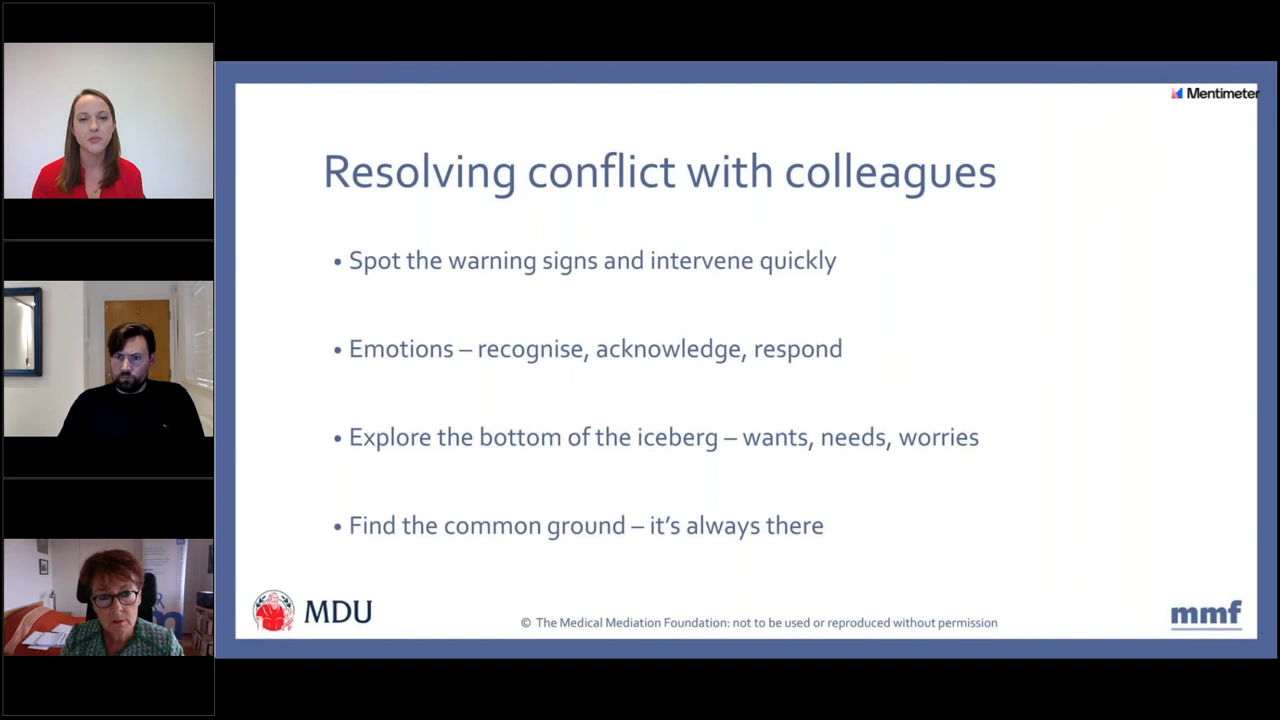 Mentimeter
Resolving conflict with colleagues
• Spot the warning signs and intervene quickly
• Emotions – recognise, acknowledge, respond
• Explore the bottom of the iceberg – wants, needs, worries
• Find the common ground – it's always there
MDU
© The Medical Mediation Foundation: not to be used or reproduced without permission
mmf